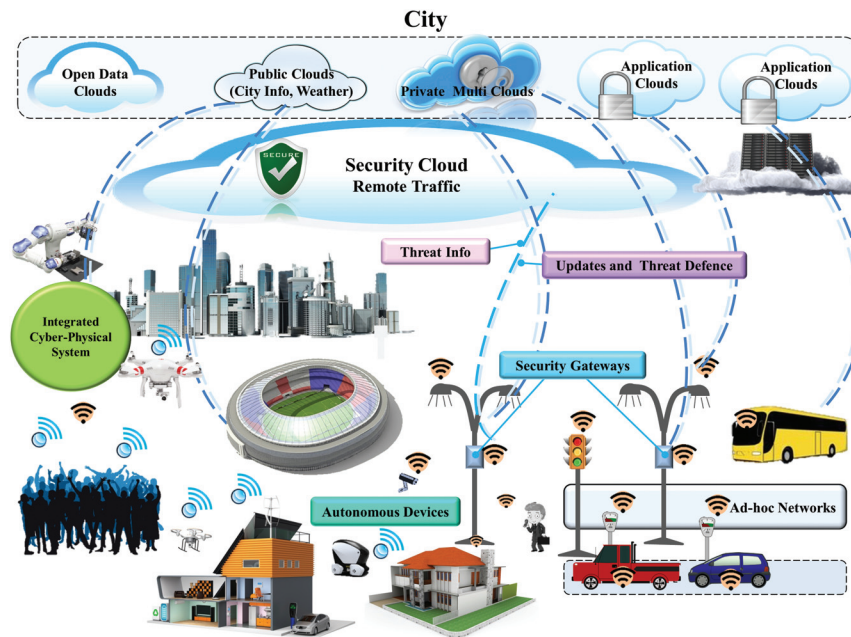 City
Open Data
Clouds
Public Clouds
(City Info, Weather)
Private Multi Clouds
Application
Clouds
Application
Clouds
SECURE
Security Cloud
Remote Traffic
Threat Info
Updates and Threat Defence
Integrated
Cyber-Physical
System
Security Gateways
Autonomous Devices
Ad-hoc Networks